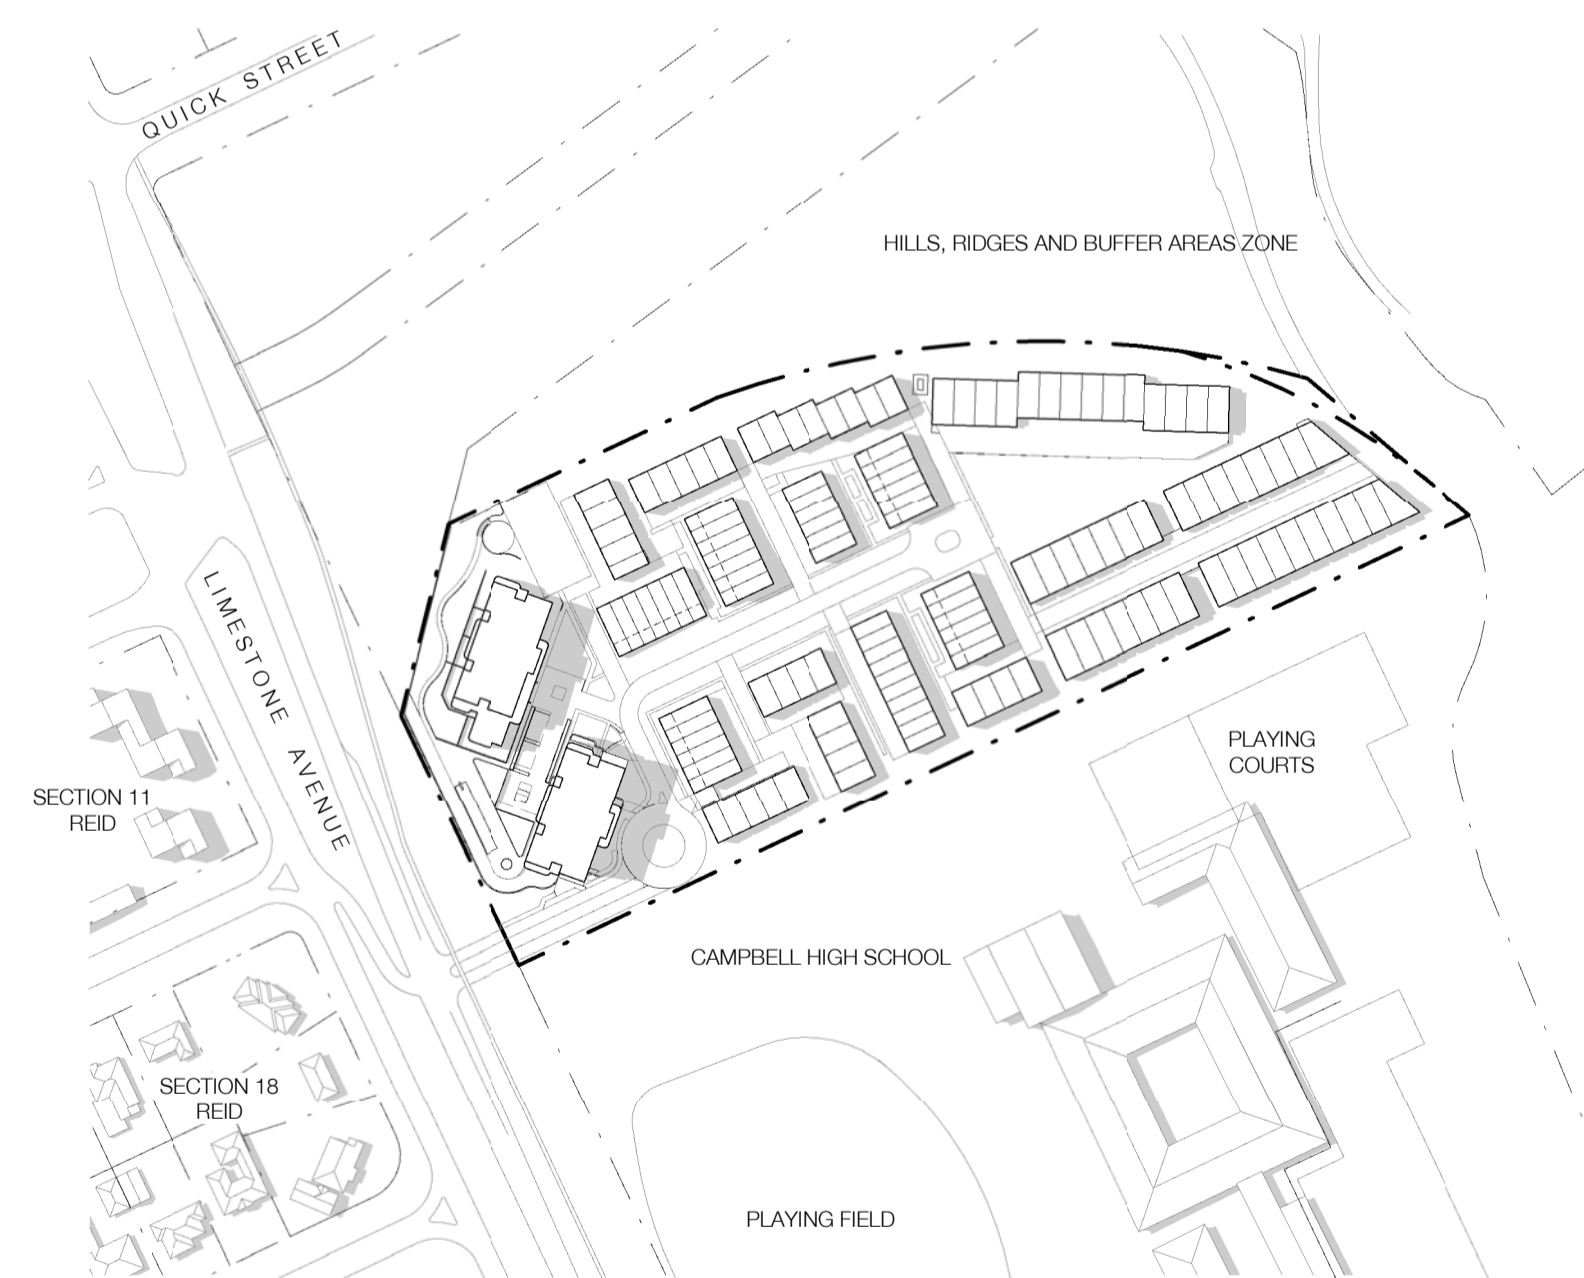 QUICK STREET
HILLS, RIDGES AND BUFFER AREAS ZONE
LIMESTONE AVENUE
PLAYING
COURTS
SECTION 11
REID
CAMPBELL HIGH SCHOOL
SECTION 18
REID
PLAYING FIELD